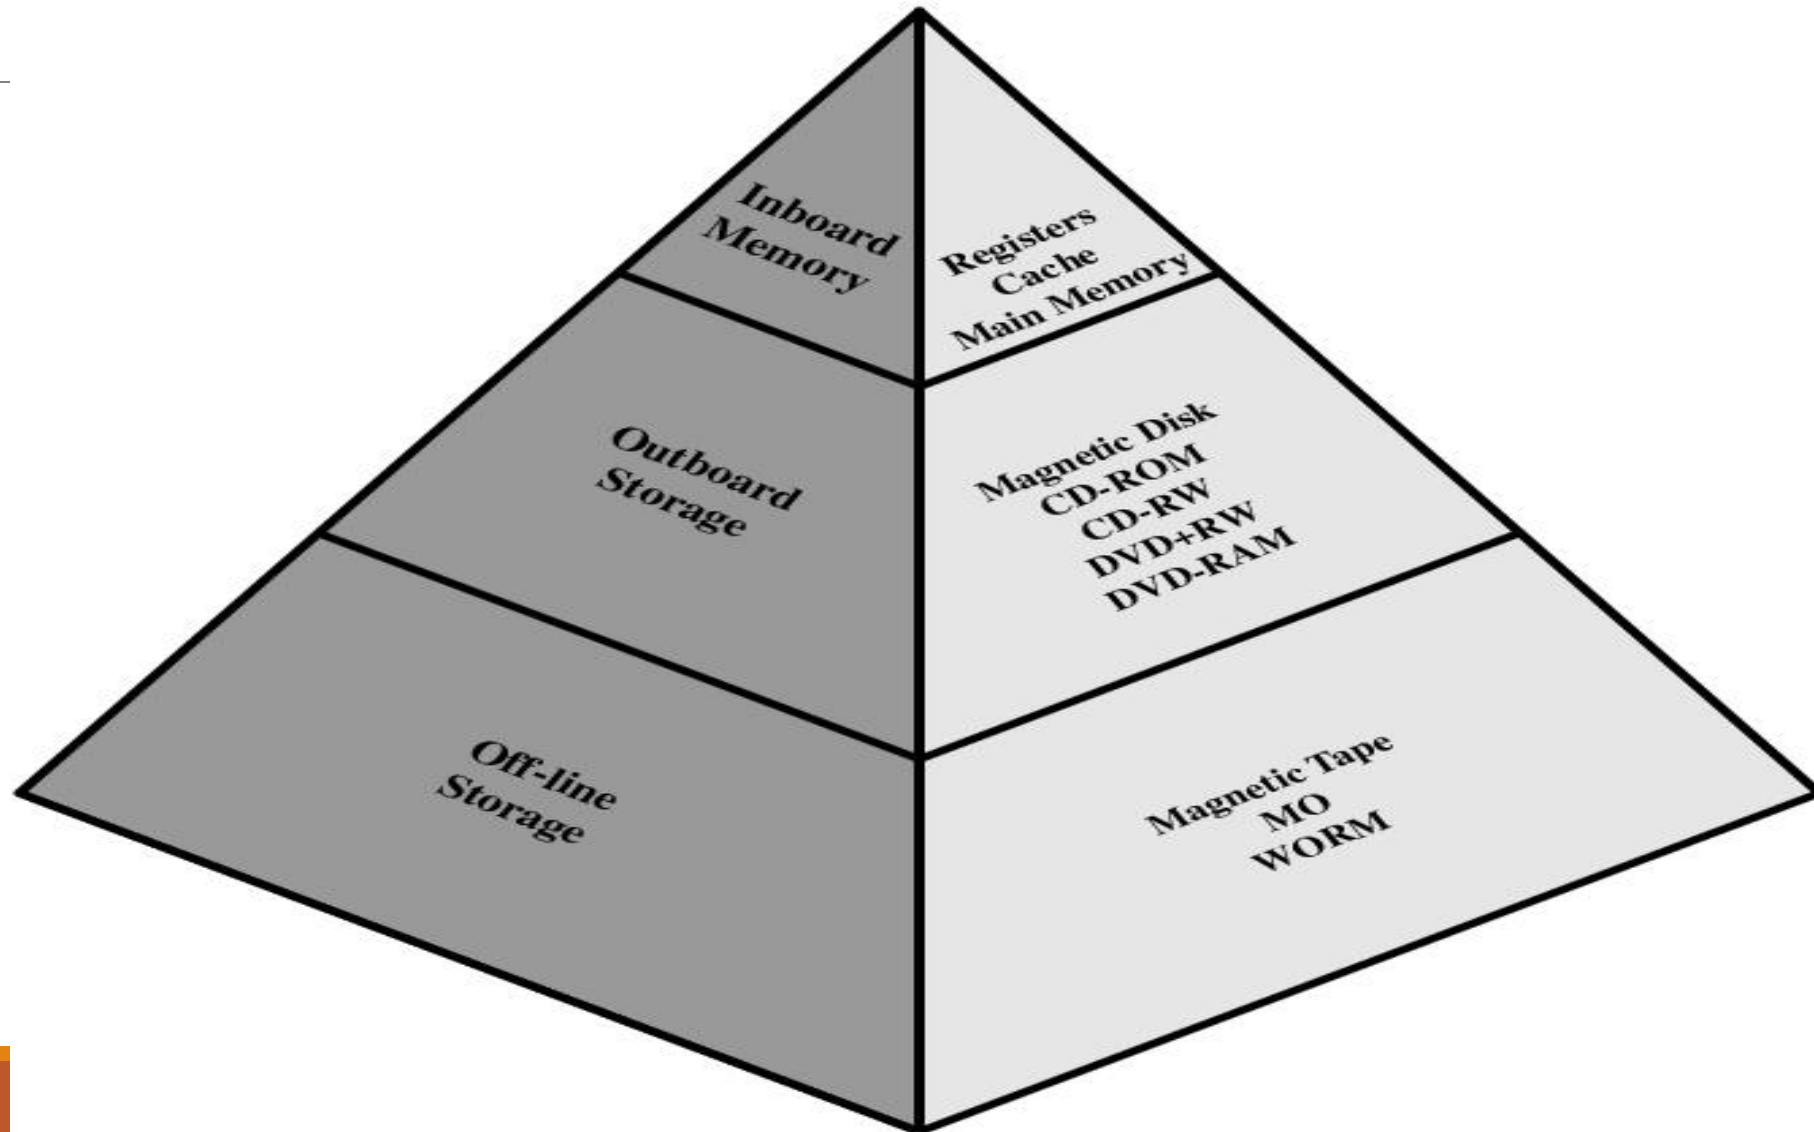 Inboard
Memory
Registers
Cache
Main Memory
Outboard
Storage
Magnetic Disk
CD-ROM
CD-RW
DVD+RW
DVD-RAM
Off-line
Storage
Magnetic Tape
MO
WORM